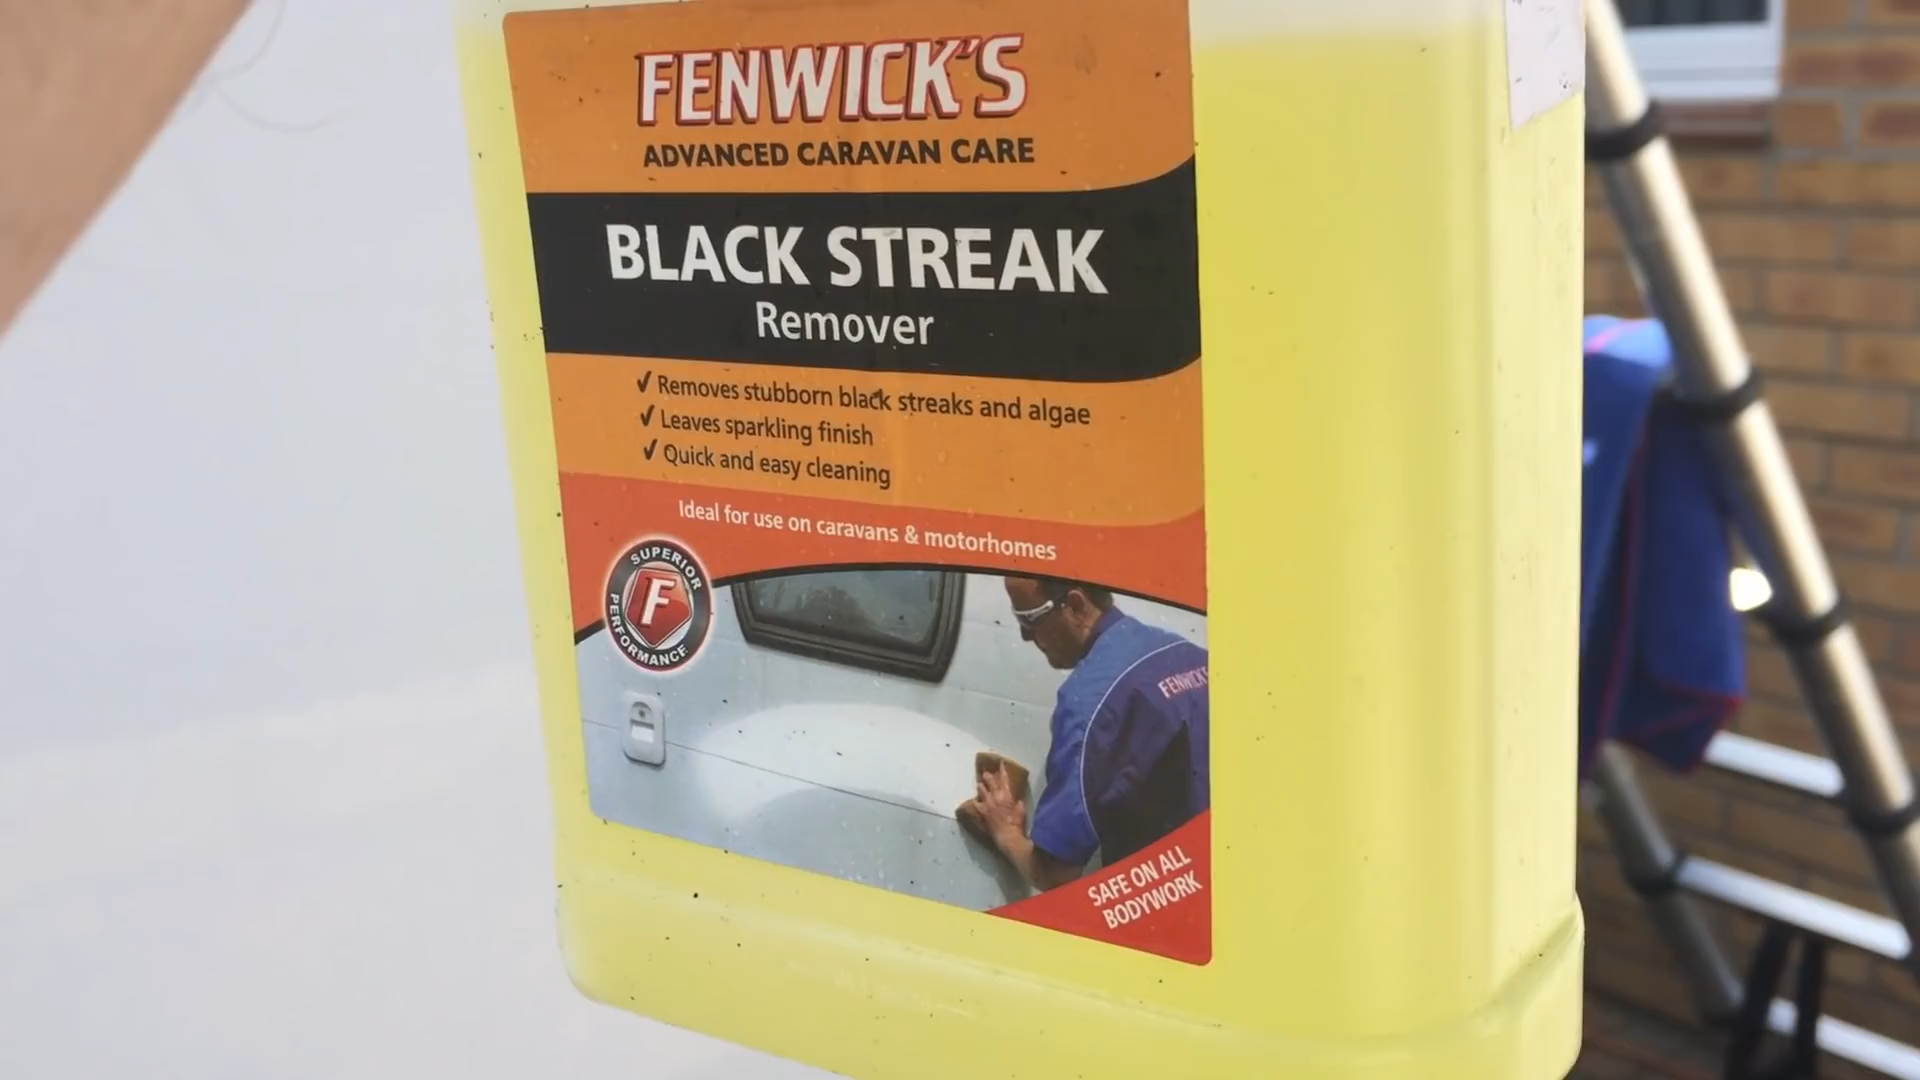 FENWICK'S
ADVANCED CARAVAN CARE
BLACK STREAK
Remover
✓ Removes stubborn black streaks and algae
✓ Leaves sparkling finish
✓ Quick and easy cleaning
Ideal for use on caravans & motorhomes
SUPERIOR
F
PERFORMANCE
FENWICK'S
SAFE ON ALL
BODYWORK